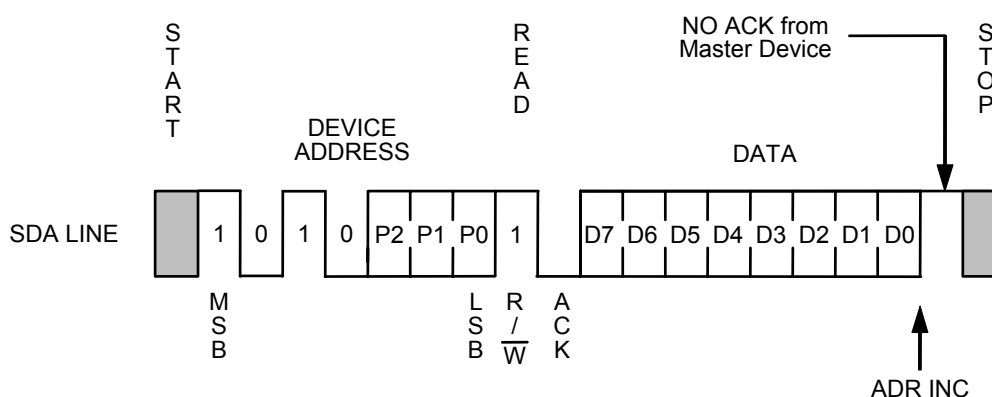 START
READ
NO ACK from
Master Device
STOP
DEVICE
ADDRESS
DATA
SDA LINE
1 0 1 0 P2 P1 P0 1 D7 D6 D5 D4 D3 D2 D1 D0
MSB
LSB
R/W
ACK
ADR INC